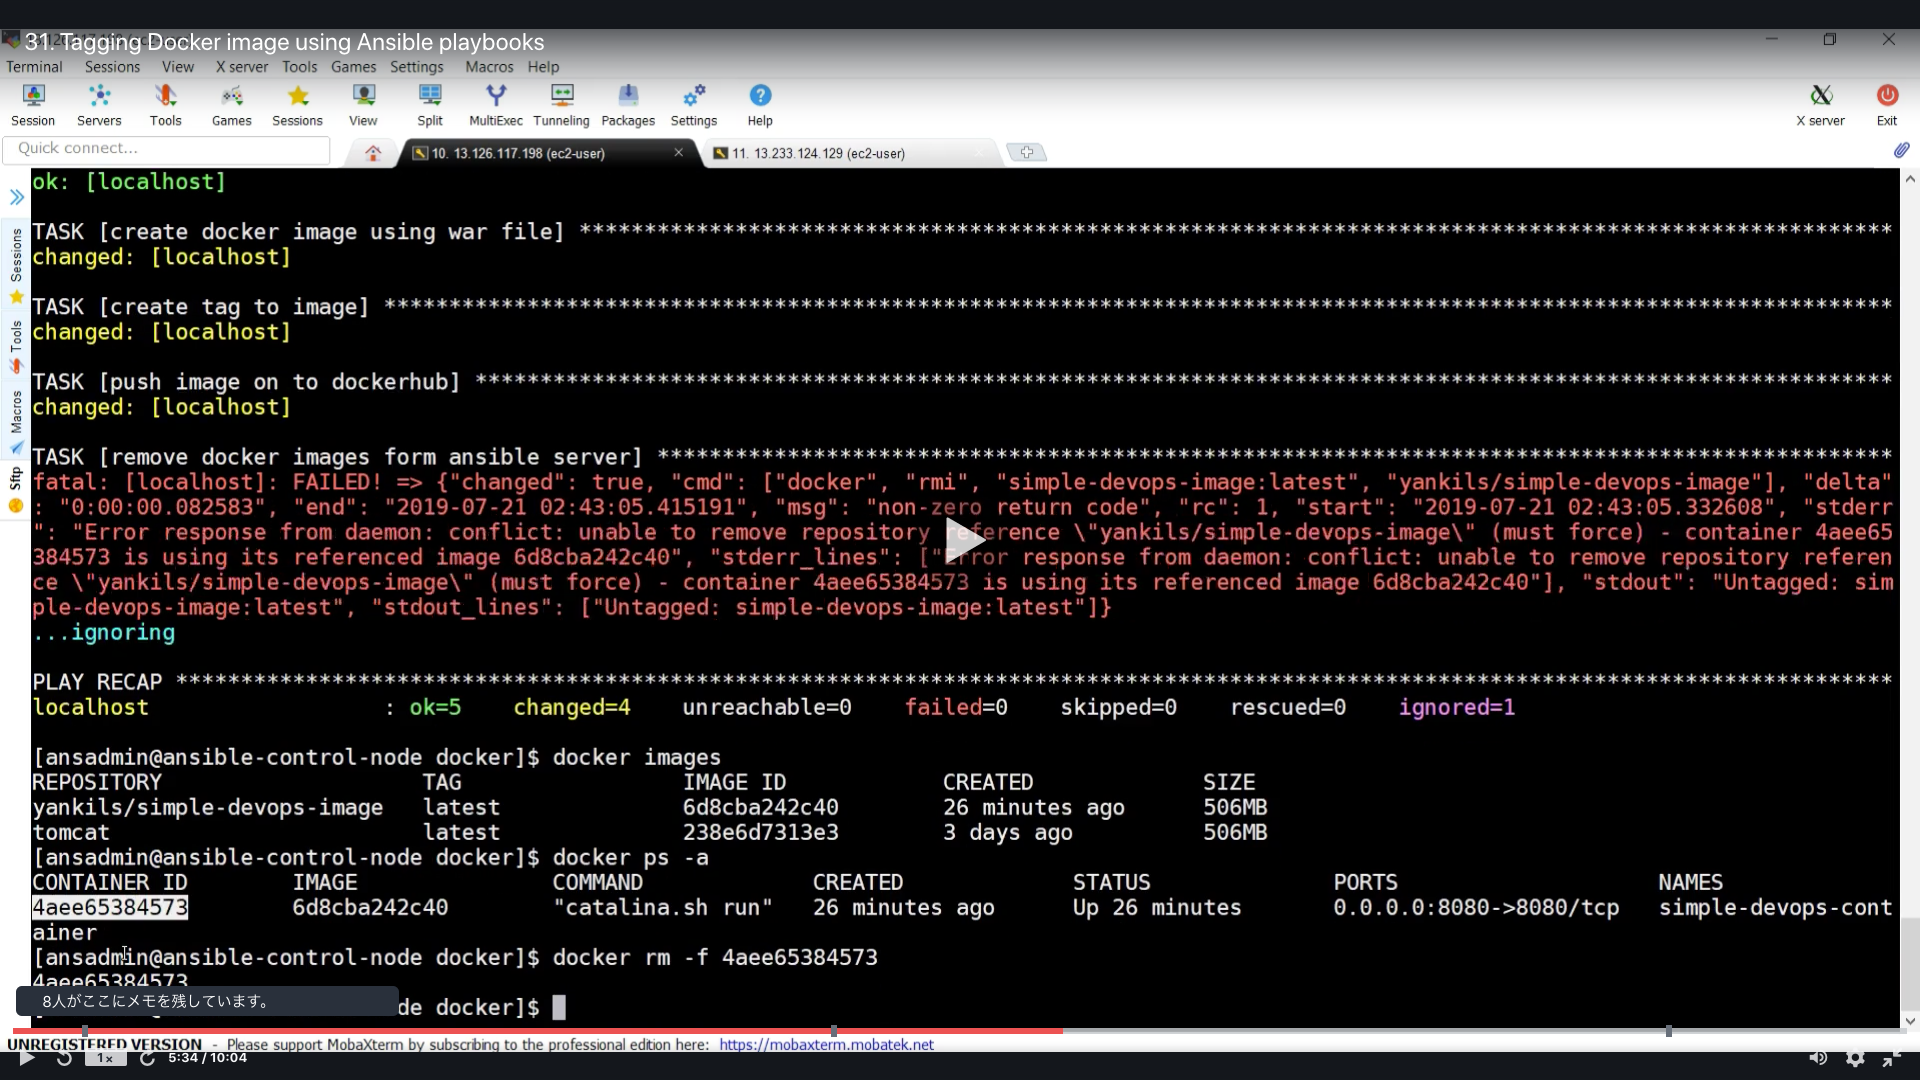 31. Tagging Docker image using Ansible playbooks
Terminal Sessions View X server Tools Games Settings Macros Help
Session Servers Tools Games Sessions View Split MultiExec Tunneling Packages Settings Help X server Exit
Quick connect...
10. 13.126.117.198 (ec2-user)
11. 13.233.124.129 (ec2-user)
Sessions
Tools
Macros
Sftp
ok: [localhost]
TASK [create docker image using war file] *****************************************************************************************************
changed: [localhost]
TASK [create tag to image] ********************************************************************************************************************
changed: [localhost]
TASK [push image on to dockerhub] *************************************************************************************************************
changed: [localhost]
TASK [remove docker images form ansible server] ***********************************************************************************************
fatal: [localhost]: FAILED! => {"changed": true, "cmd": ["docker", "rmi", "simple-devops-image:latest", "yankils/simple-devops-image"], "delta"
: "0:00:00.082583", "end": "2019-07-21 02:43:05.415191", "msg": "non-zero return code", "rc": 1, "start": "2019-07-21 02:43:05.332608", "stderr
": "Error response from daemon: conflict: unable to remove repository reference \"yankils/simple-devops-image\" (must force) - container 4aee65
384573 is using its referenced image 6d8cba242c40", "stderr_lines": ["Error response from daemon: conflict: unable to remove repository referen
ce \"yankils/simple-devops-image\" (must force) - container 4aee65384573 is using its referenced image 6d8cba242c40"], "stdout": "Untagged: sim
ple-devops-image:latest", "stdout_lines": ["Untagged: simple-devops-image:latest"]}
...ignoring
PLAY RECAP ************************************************************************************************************************************
localhost : ok=5 changed=4 unreachable=0 failed=0 skipped=0 rescued=0 ignored=1
[ansadmin@ansible-control-node docker]$ docker images
REPOSITORY TAG IMAGE ID CREATED SIZE
yankils/simple-devops-image latest 6d8cba242c40 26 minutes ago 506MB
tomcat latest 238e6d7313e3 3 days ago 506MB
[ansadmin@ansible-control-node docker]$ docker ps -a
CONTAINER ID IMAGE COMMAND CREATED STATUS PORTS NAMES
4aee65384573 6d8cba242c40 "catalina.sh run" 26 minutes ago Up 26 minutes 0.0.0.0:8080->8080/tcp simple-devops-cont
ainer
[ansadmin@ansible-control-node docker]$ docker rm -f 4aee65384573
4aee65384573
8人がここにメモを残しています。
de docker]$
UNREGISTERED VERSION - Please support MobaXterm by subscribing to the professional edition here: https://mobaxterm.mobatek.net
1x 5:34 / 10:04